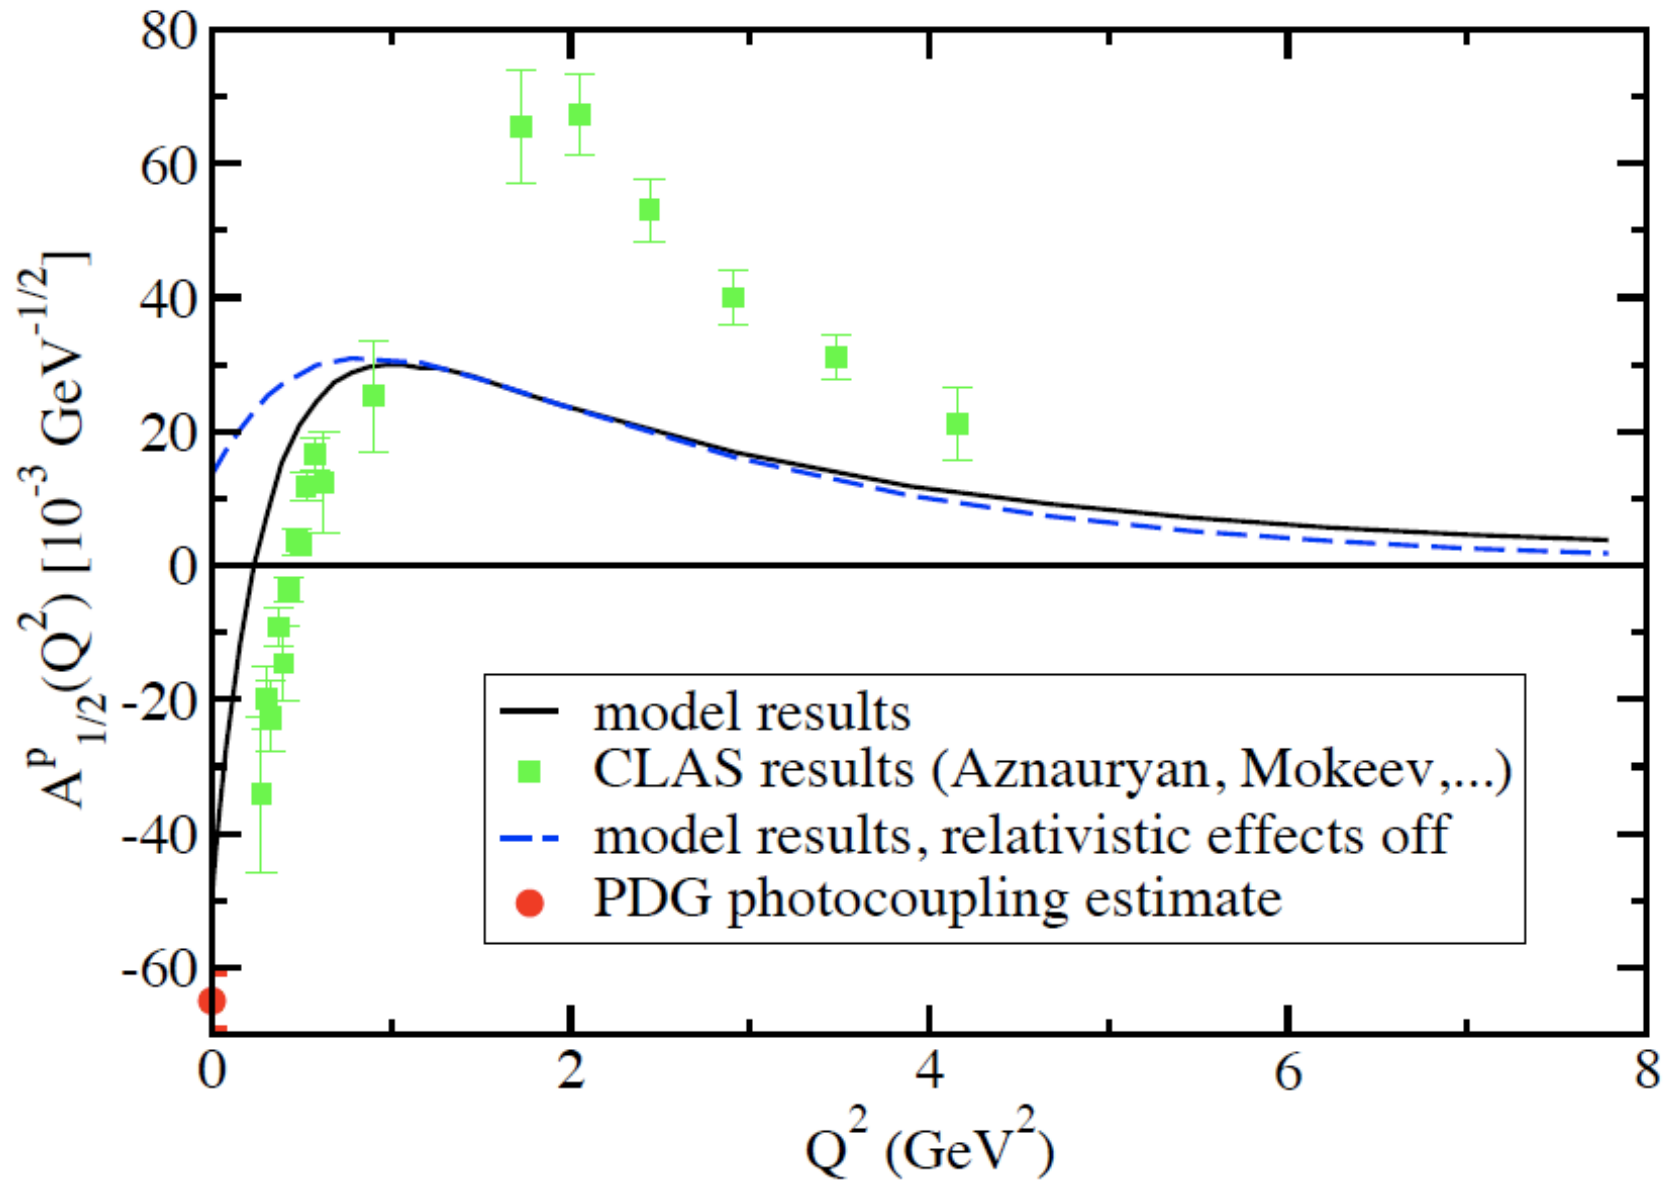 80
60
40
20
0
-20
-40
-60
A^p_1/2(Q^2) [10^-3 GeV^-1/2]
model results
CLAS results (Aznauryan, Mokeev,...)
model results, relativistic effects off
PDG photocoupling estimate
0 2 4 6 8
Q^2 (GeV^2)